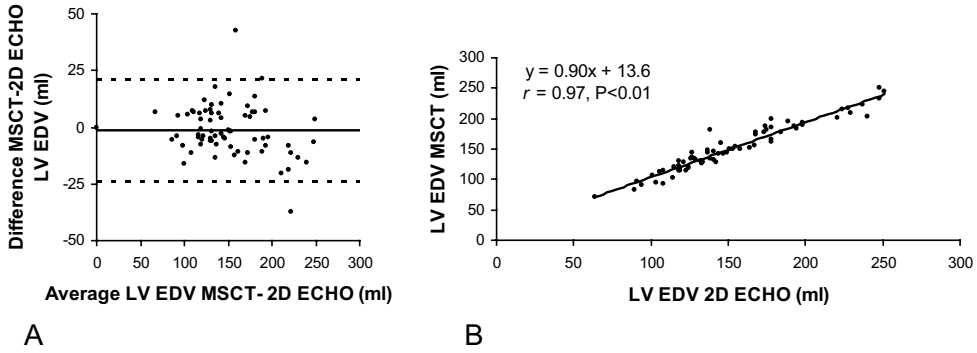 Difference MSCT-2D ECHO
LV EDV (ml)
50
25
0
-25
-50
0
50
100
150
200
250
300
Average LV EDV MSCT- 2D ECHO (ml)
A
LV EDV MSCT (ml)
300
250
200
150
100
50
0
y = 0.90x + 13.6
r = 0.97, P<0.01
0
50
100
150
200
250
300
LV EDV 2D ECHO (ml)
B